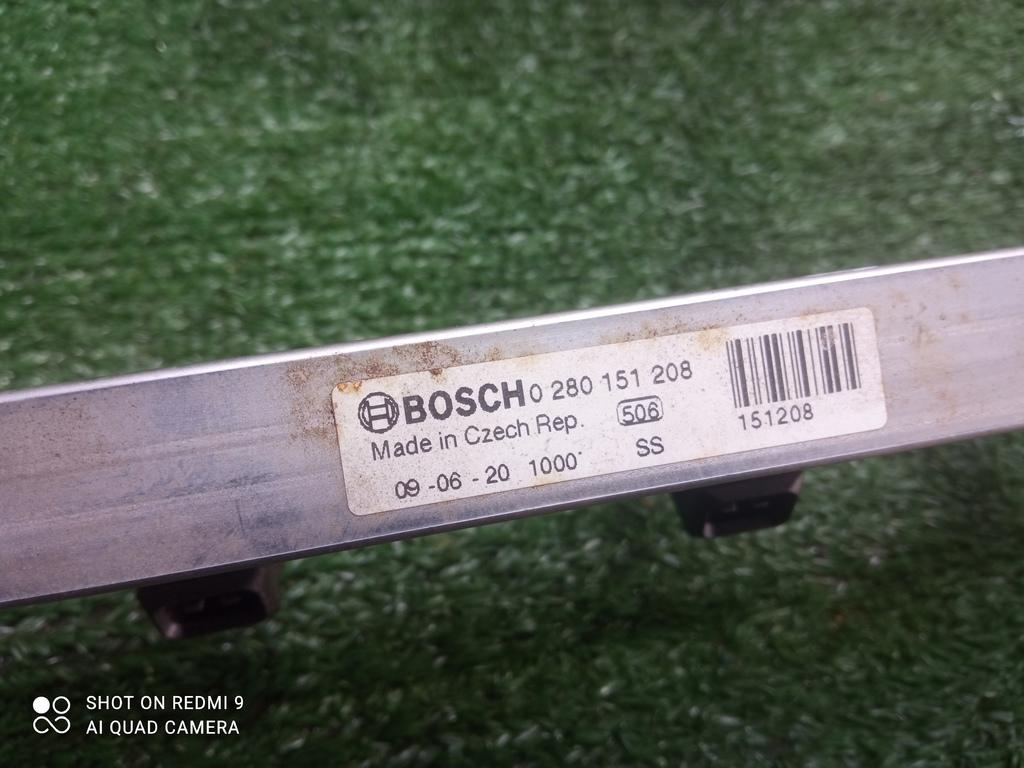 BOSCH 0 280 151 208
Made in Czech Rep. 506
09-06-20 1000 SS
151208
SHOT ON REDMI 9
AI QUAD CAMERA